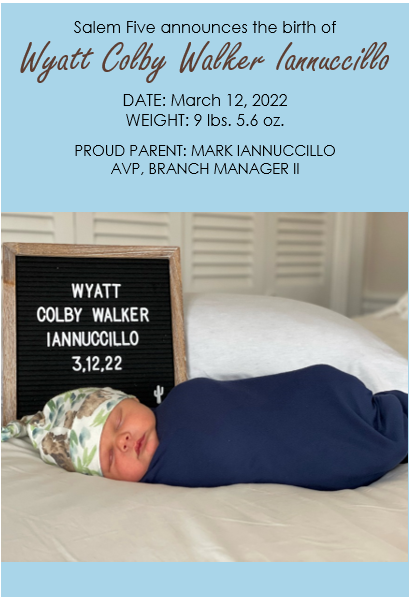 Salem Five announces the birth of
Wyatt Colby Walker Iannuccillo
DATE: March 12, 2022
WEIGHT: 9 lbs. 5.6 oz.
PROUD PARENT: MARK IANNUCCILLO
AVP, BRANCH MANAGER II
WYATT
COLBY WALKER
IANNUCCILLO
3,12,22